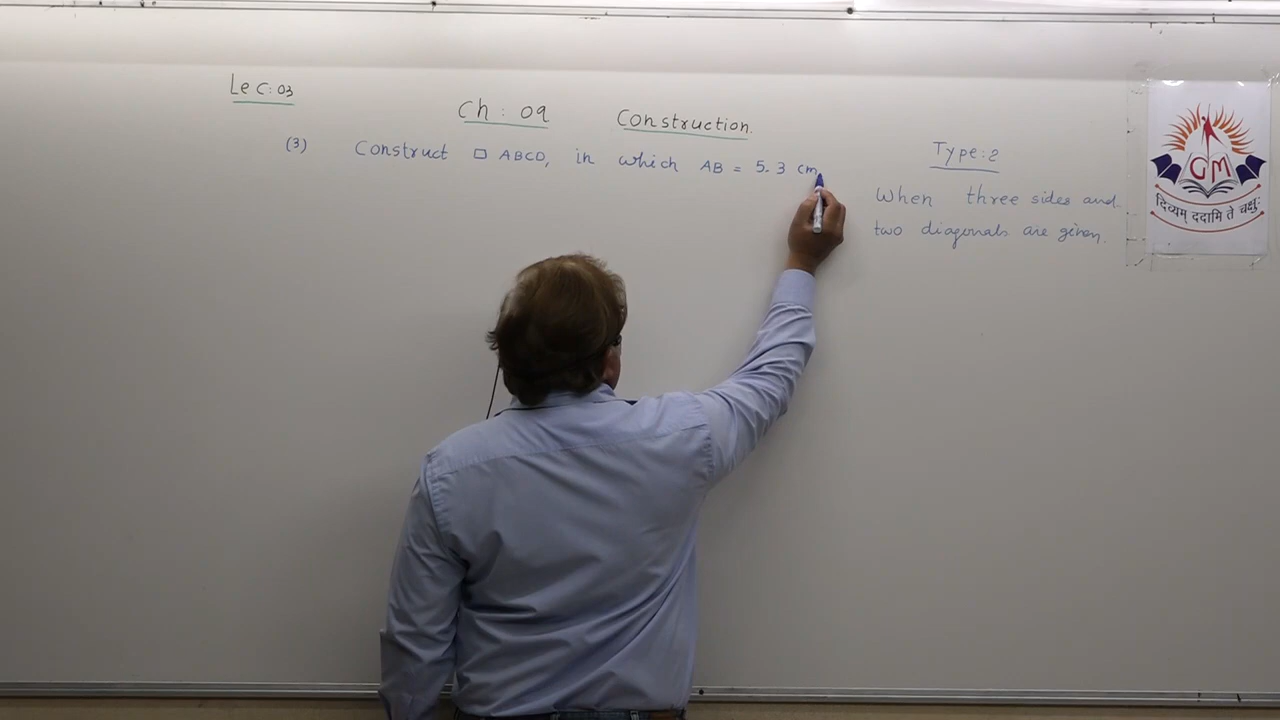 Lec:03
Ch: 09 Construction.
(3) Construct □ ABCD, in which AB = 5.3 cm,
Type:2
When three sides and
two diagonals are given.
GM
दिव्यम् ददामि ते चक्षुः